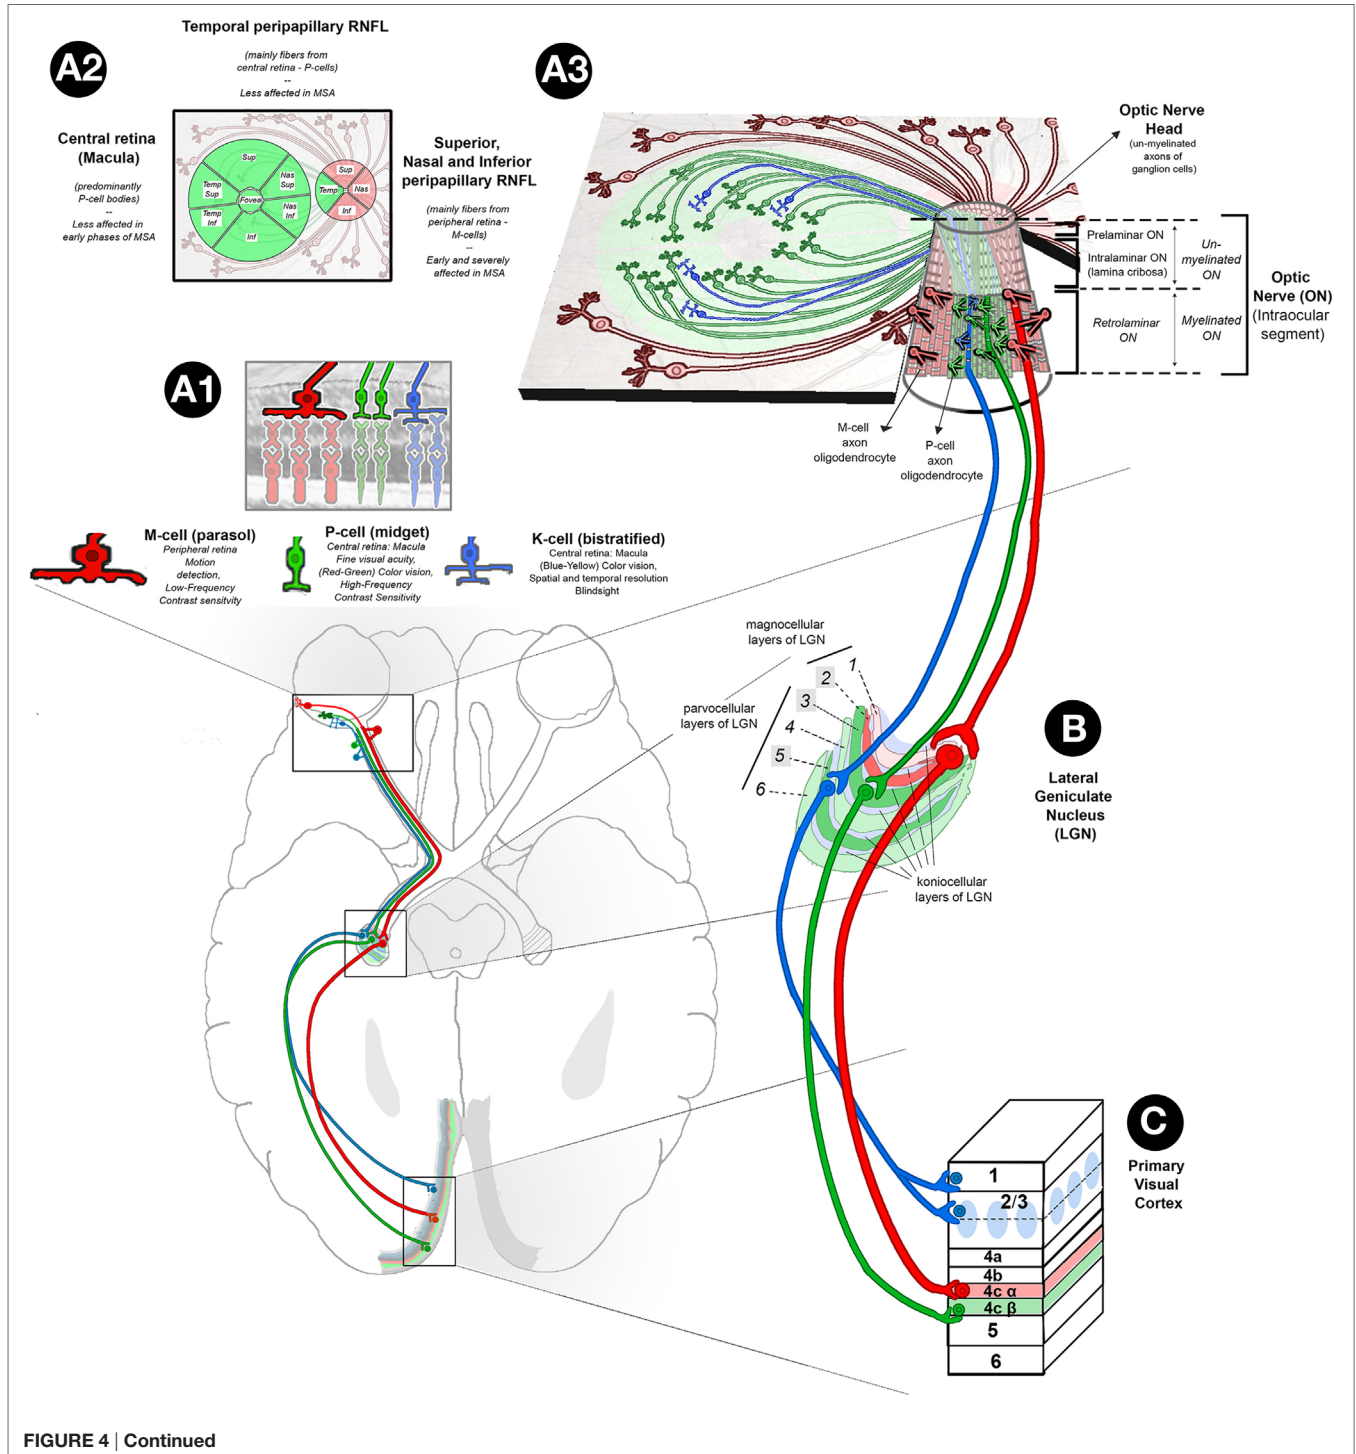 Temporal peripapillary RNFL
(mainly fibers from
central retina - P-cells)
--
Less affected in MSA
A2
Central retina
(Macula)
(predominantly
P-cell bodies)
--
Less affected in
early phases of MSA
Sup
Temp
Sup
Nas
Sup
Fovea
Temp
Inf
Nas
Inf
Inf
Sup
Temp
Nas
Inf
Superior,
Nasal and Inferior
peripapillary RNFL
(mainly fibers from
peripheral retina -
M-cells)
--
Early and severely
affected in MSA
A3
Optic Nerve
Head
(un-myelinated
axons of
ganglion cells)
Prelaminar ON
Intralaminar ON
(lamina cribosa)
Un-
myelinated
ON
Retrolaminar
ON
Myelinated
ON
Optic
Nerve (ON)
(Intraocular
segment)
M-cell
axon
oligodendrocyte
P-cell
axon
oligodendrocyte
A1
M-cell (parasol)
Peripheral retina
Motion
detection,
Low-Frequency
Contrast sensitvity
P-cell (midget)
Central retina: Macula
Fine visual acuity,
(Red-Green) Color vision,
High-Frequency
Contrast Sensitivity
K-cell (bistratified)
Central retina: Macula
(Blue-Yellow) Color vision,
Spatial and temporal resolution
Blindsight
magnocellular
layers of LGN
parvocellular
layers of LGN
1
2
3
4
5
6
koniocellular
layers of LGN
B
Lateral
Geniculate
Nucleus
(LGN)
C
Primary
Visual
Cortex
1
2/3
4a
4b
4c α
4c β
5
6
FIGURE 4 | Continued